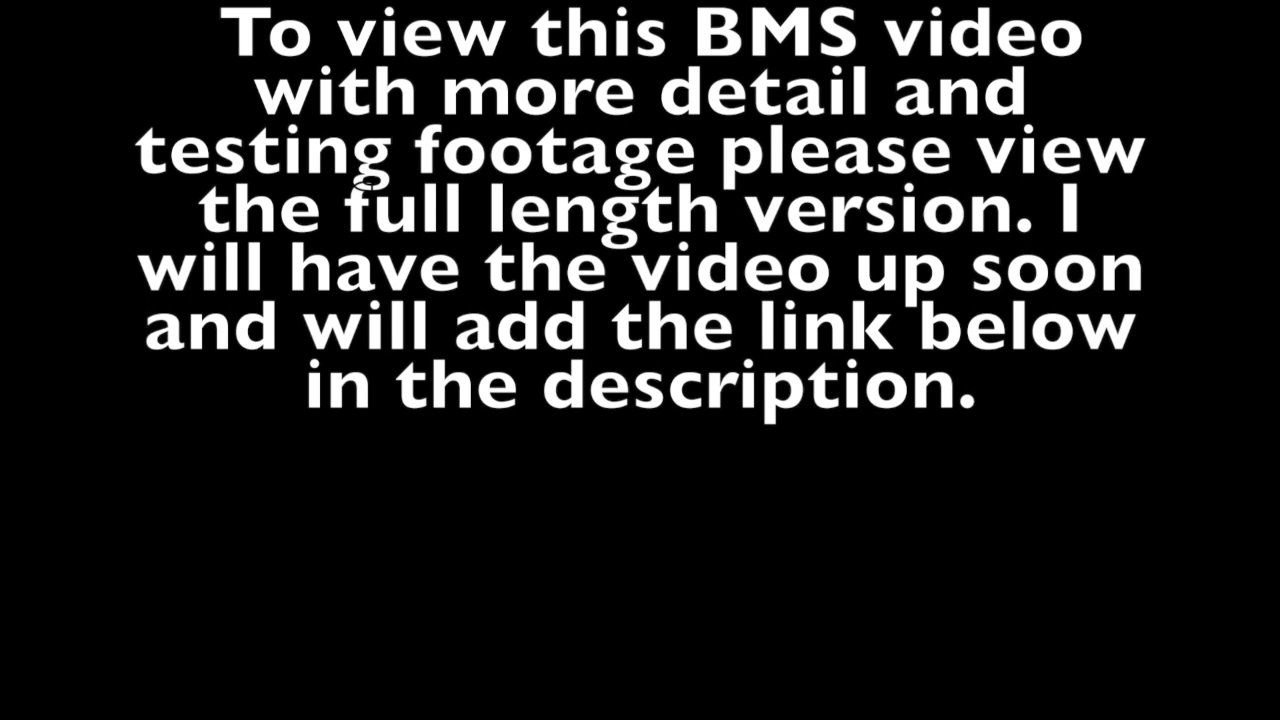 To view this BMS video
with more detail and
testing footage please view
the full length version. I
will have the video up soon
and will add the link below
in the description.